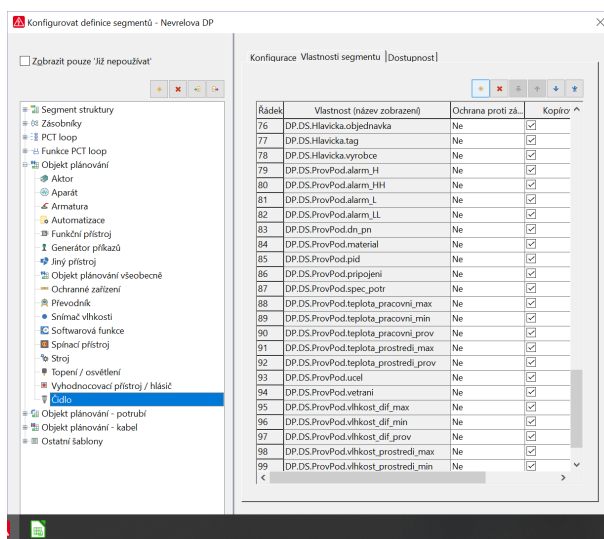 Konfigurovat definice segmentů - Nevrelova DP
Zobrazit pouze 'Již nepoužívat'
Segment struktury
Zásobníky
PCT loop
Funkce PCT loop
Objekt plánování
Aktor
Aparát
Armatura
Automatizace
Funkční přístroj
Generátor příkazů
Jiný přístroj
Objekt plánování všeobecně
Ochranné zařízení
Převodník
Snímač vlhkosti
Softwarová funkce
Spínací přístroj
Stroj
Topení / osvětlení
Vyhodnocovací přístroj / hlásič
Čidlo
Objekt plánování - potrubí
Objekt plánování - kabel
Ostatní šablony
Konfigurace Vlastnosti segmentu Dostupnost
Řádek Vlastnost (název zobrazení) Ochrana proti zá... Kopírov
76 DP.DS.Hlavicka.objednavka Ne
77 DP.DS.Hlavicka.tag Ne
78 DP.DS.Hlavicka.vyrobce Ne
79 DP.DS.ProvPod.alarm_H Ne
80 DP.DS.ProvPod.alarm_HH Ne
81 DP.DS.ProvPod.alarm_L Ne
82 DP.DS.ProvPod.alarm_LL Ne
83 DP.DS.ProvPod.dn_pn Ne
84 DP.DS.ProvPod.material Ne
85 DP.DS.ProvPod.pid Ne
86 DP.DS.ProvPod.pripojeni Ne
87 DP.DS.ProvPod.spec_potr Ne
88 DP.DS.ProvPod.teplota_pracovni_max Ne
89 DP.DS.ProvPod.teplota_pracovni_min Ne
90 DP.DS.ProvPod.teplota_pracovni_prov Ne
91 DP.DS.ProvPod.teplota_prostredi_max Ne
92 DP.DS.ProvPod.teplota_prostredi_prov Ne
93 DP.DS.ProvPod.ucel Ne
94 DP.DS.ProvPod.vetrani Ne
95 DP.DS.ProvPod.vlhkost_dif_max Ne
96 DP.DS.ProvPod.vlhkost_dif_min Ne
97 DP.DS.ProvPod.vlhkost_dif_prov Ne
98 DP.DS.ProvPod.vlhkost_prostredi_max Ne
99 DP.DS.ProvPod.vlhkost_prostredi_min Ne